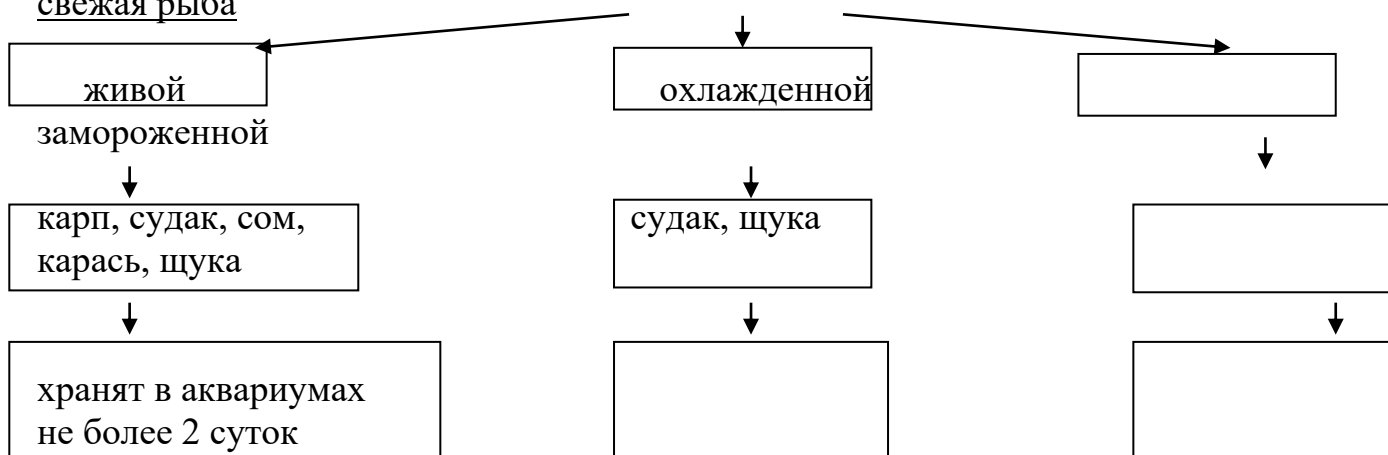 свежая рыба
живой охлажденной
замороженной
карп, судак, сом, судак, щука
карась, щука
хранят в аквариумах
не более 2 суток